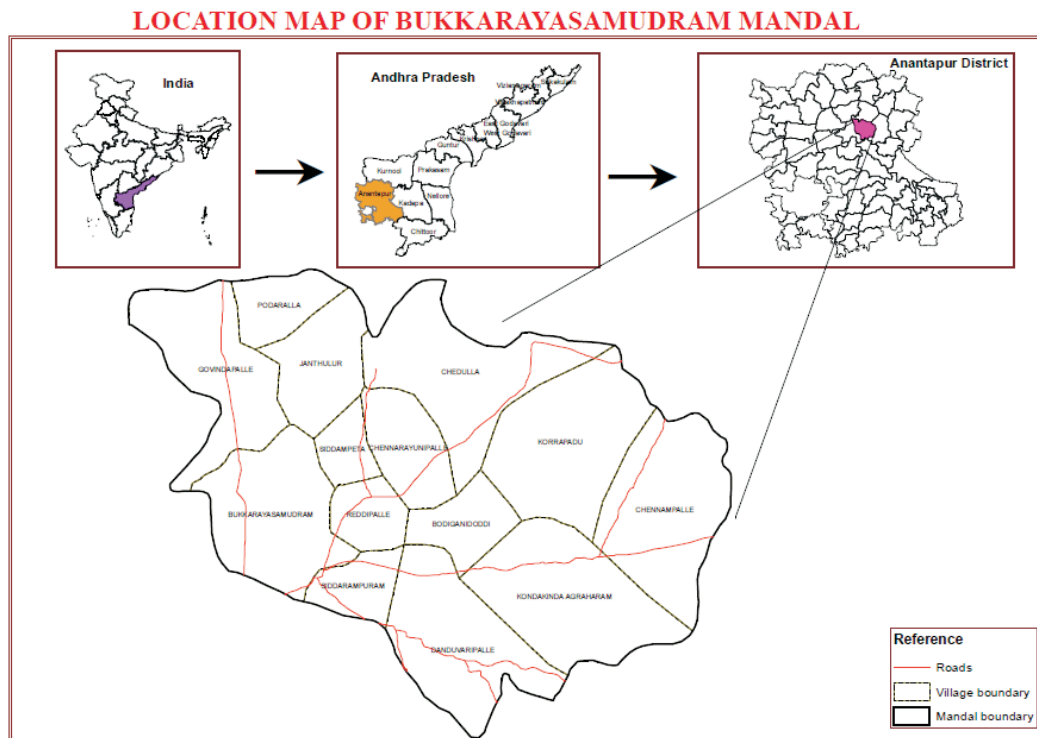 LOCATION MAP OF BUKKARAYASAMUDRAM MANDAL
India
Andhra Pradesh
Anantapur District
Guntur
Kurnool
Prakasam
Anantapur
Kadapa
Nellore
Chittoor
East Godavari
West Godavari
PODARALLA
GOVINDAPALLE
JANTHULUR
CHEDULLA
SIDDAMPETA
CHENNARAYUNIPALLE
KORRAPADU
BUKKARAYASAMUDRAM
REDDIPALLE
BODIGANIDODDI
CHENNAMPALLE
SIDDARAMPURAM
KONDAKINDA AGRAHARAM
DANDUVARIPALLE
Reference
Roads
Village boundary
Mandal boundary